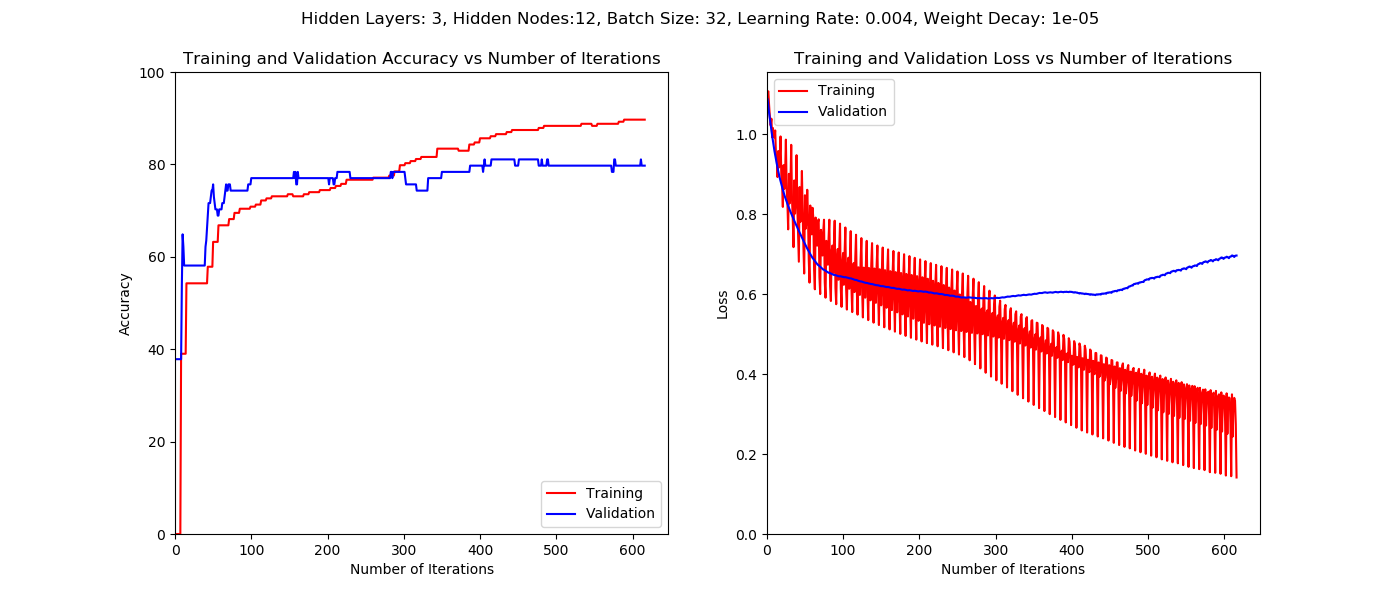 Hidden Layers: 3, Hidden Nodes:12, Batch Size: 32, Learning Rate: 0.004, Weight Decay: 1e-05
Training and Validation Accuracy vs Number of Iterations
100
80
60
40
20
0
Accuracy
0 100 200 300 400 500 600
Number of Iterations
Training
Validation
Training and Validation Loss vs Number of Iterations
Training
Validation
1.0
0.8
0.6
0.4
0.2
0.0
Loss
0 100 200 300 400 500 600
Number of Iterations